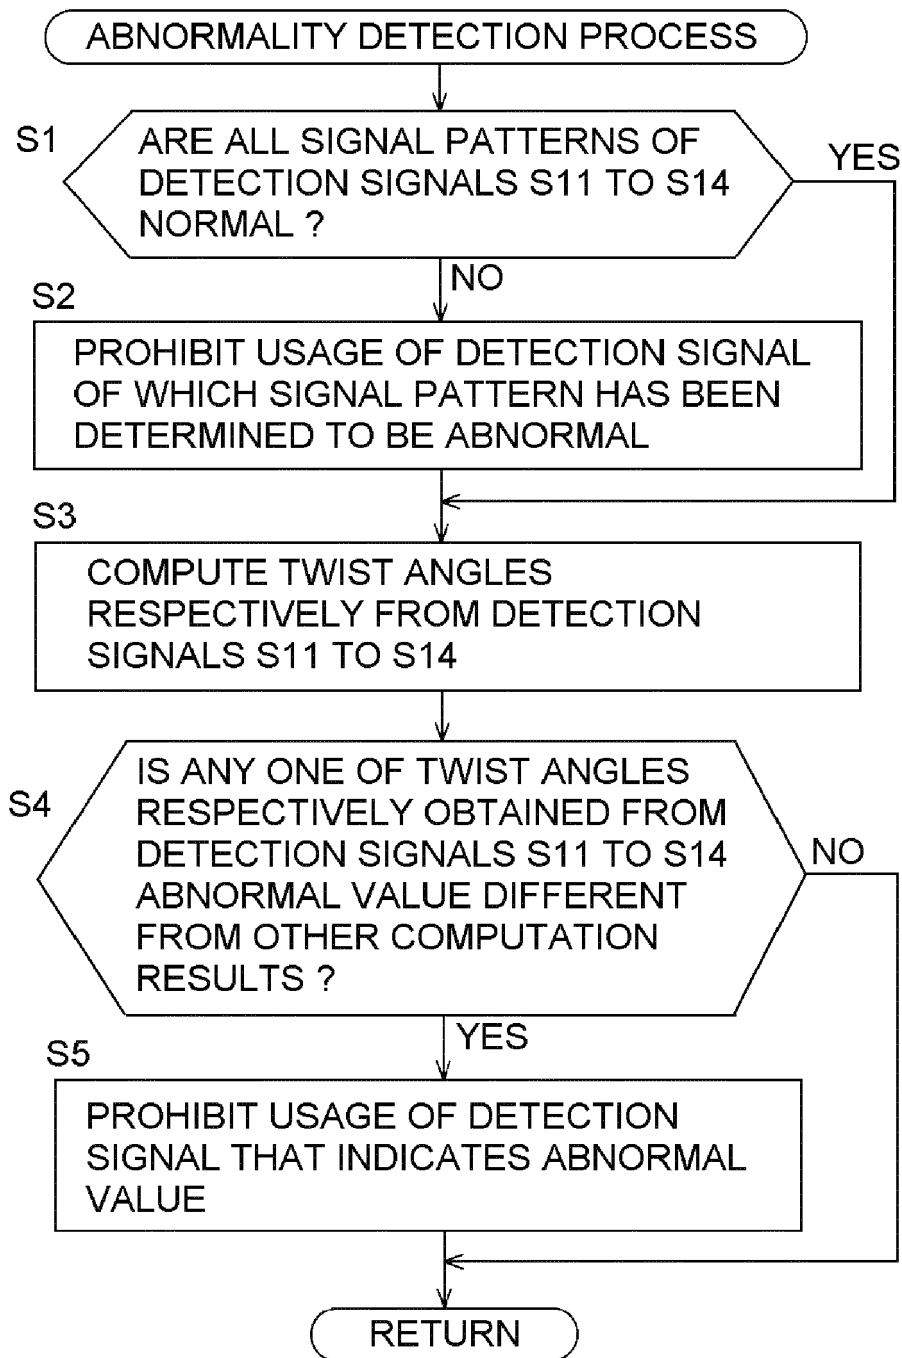 ABNORMALITY DETECTION PROCESS
S1
ARE ALL SIGNAL PATTERNS OF
DETECTION SIGNALS S11 TO S14
NORMAL ?
YES
NO
S2
PROHIBIT USAGE OF DETECTION SIGNAL
OF WHICH SIGNAL PATTERN HAS BEEN
DETERMINED TO BE ABNORMAL
S3
COMPUTE TWIST ANGLES
RESPECTIVELY FROM DETECTION
SIGNALS S11 TO S14
S4
IS ANY ONE OF TWIST ANGLES
RESPECTIVELY OBTAINED FROM
DETECTION SIGNALS S11 TO S14
ABNORMAL VALUE DIFFERENT
FROM OTHER COMPUTATION
RESULTS ?
NO
YES
S5
PROHIBIT USAGE OF DETECTION
SIGNAL THAT INDICATES ABNORMAL
VALUE
RETURN